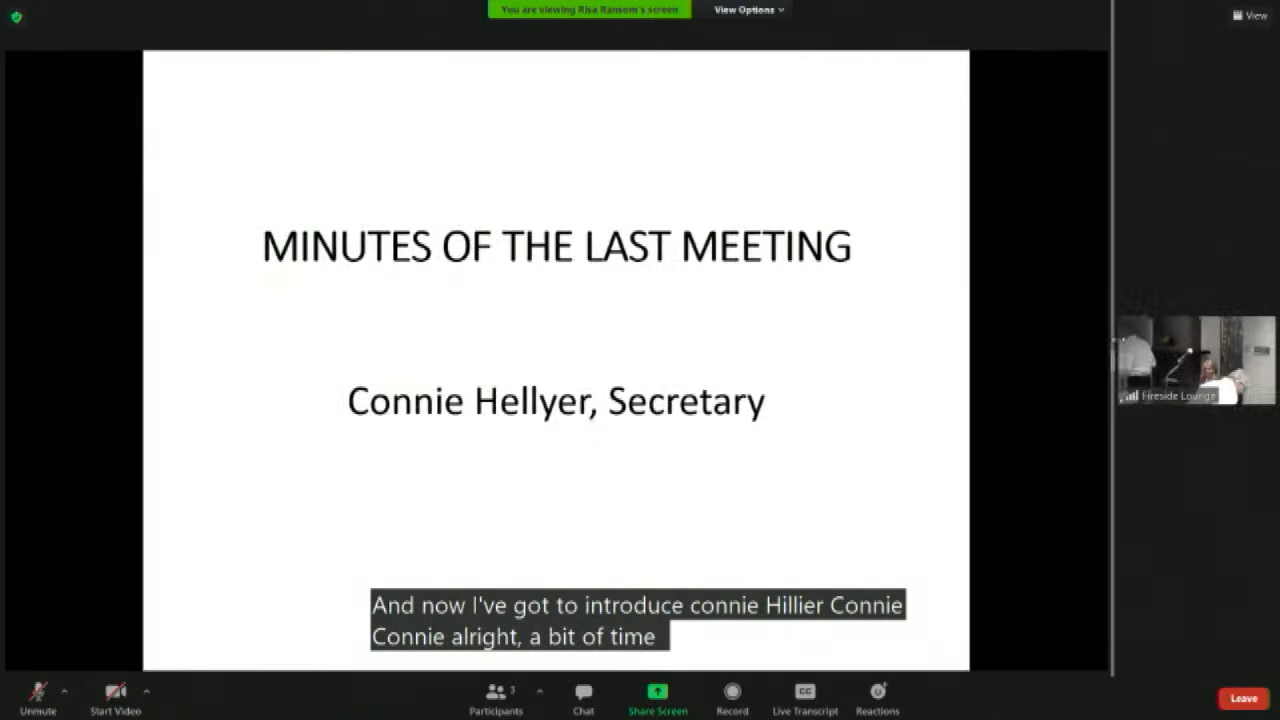 You are viewing Risa Ransom's screen
View Options
View
MINUTES OF THE LAST MEETING
Connie Hellyer, Secretary
Fireside Lounge
And now I've got to introduce connie Hillier Connie
Connie alright, a bit of time
Unmute
Start Video
3
Participants
Chat
Share Screen
Record
CC
Live Transcript
Reactions
Leave